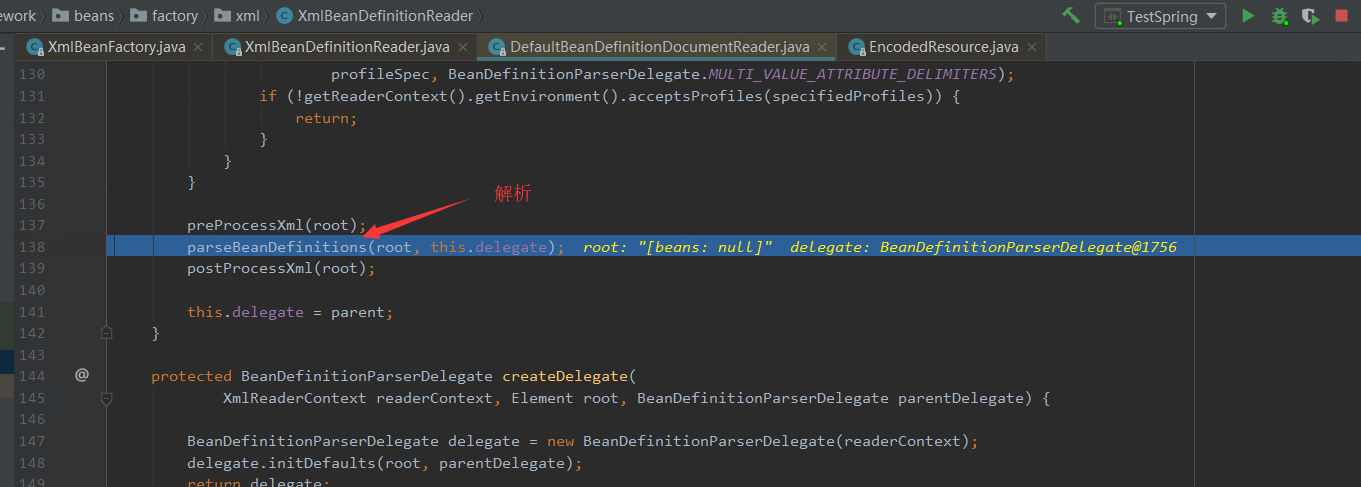 ework beans factory xml XmlBeanDefinitionReader TestSpring
XmlBeanFactory.java XmlBeanDefinitionReader.java DefaultBeanDefinitionDocumentReader.java EncodedResource.java
130 profileSpec, BeanDefinitionParserDelegate.MULTI_VALUE_ATTRIBUTE_DELIMITERS);
131 if (!getReaderContext().getEnvironment().acceptsProfiles(specifiedProfiles)) {
132 return;
133 }
134 }
135 }
136
解析
137 preProcessXml(root);
138 parseBeanDefinitions(root, this.delegate); root: "[beans: null]" delegate: BeanDefinitionParserDelegate@1756
139 postProcessXml(root);
140
141 this.delegate = parent;
142 }
143
144 @ protected BeanDefinitionParserDelegate createDelegate(
145 XmlReaderContext readerContext, Element root, BeanDefinitionParserDelegate parentDelegate) {
146
147 BeanDefinitionParserDelegate delegate = new BeanDefinitionParserDelegate(readerContext);
148 delegate.initDefaults(root, parentDelegate);
149 return delegate;